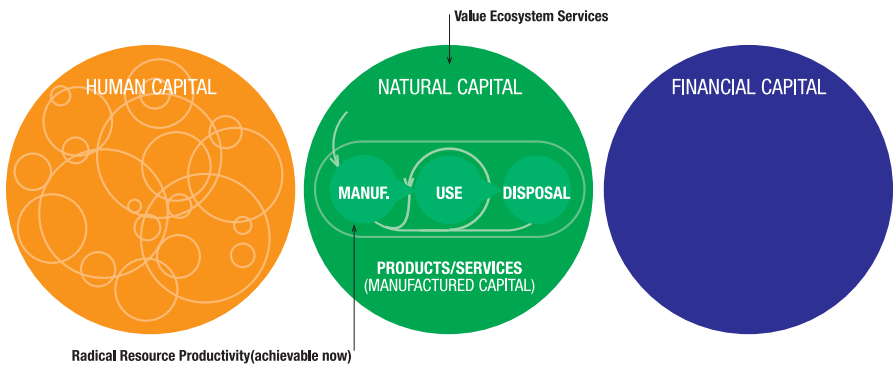 Value Ecosystem Services
HUMAN CAPITAL
NATURAL CAPITAL
FINANCIAL CAPITAL
MANUF.
USE
DISPOSAL
PRODUCTS/SERVICES
(MANUFACTURED CAPITAL)
Radical Resource Productivity(achievable now)